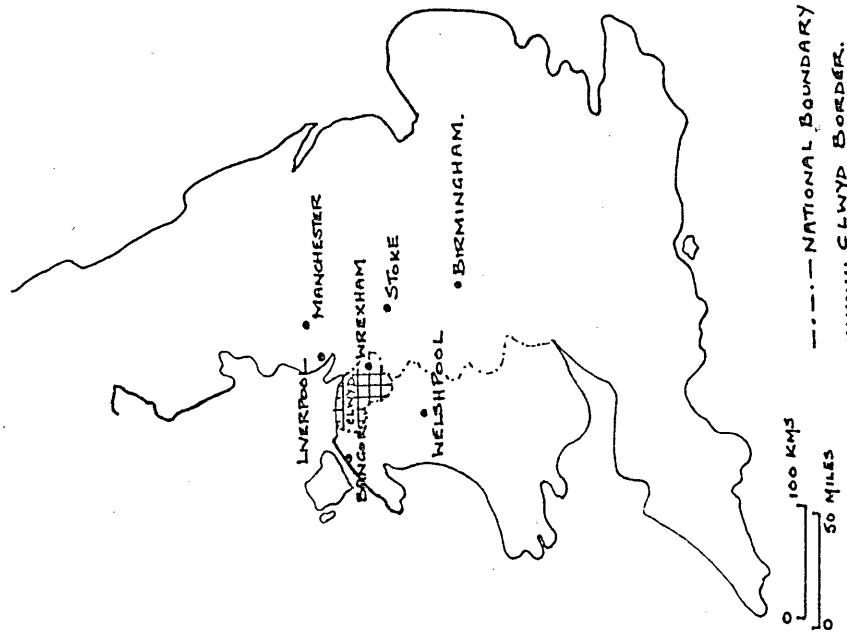 LIVERPOOL
MANCHESTER
CLWYD
WREXHAM
BANGOR
STOKE
WELSHPOOL
BIRMINGHAM.
0 100 KMS
0 50 MILES
NATIONAL BOUNDARY
CLWYD BORDER.